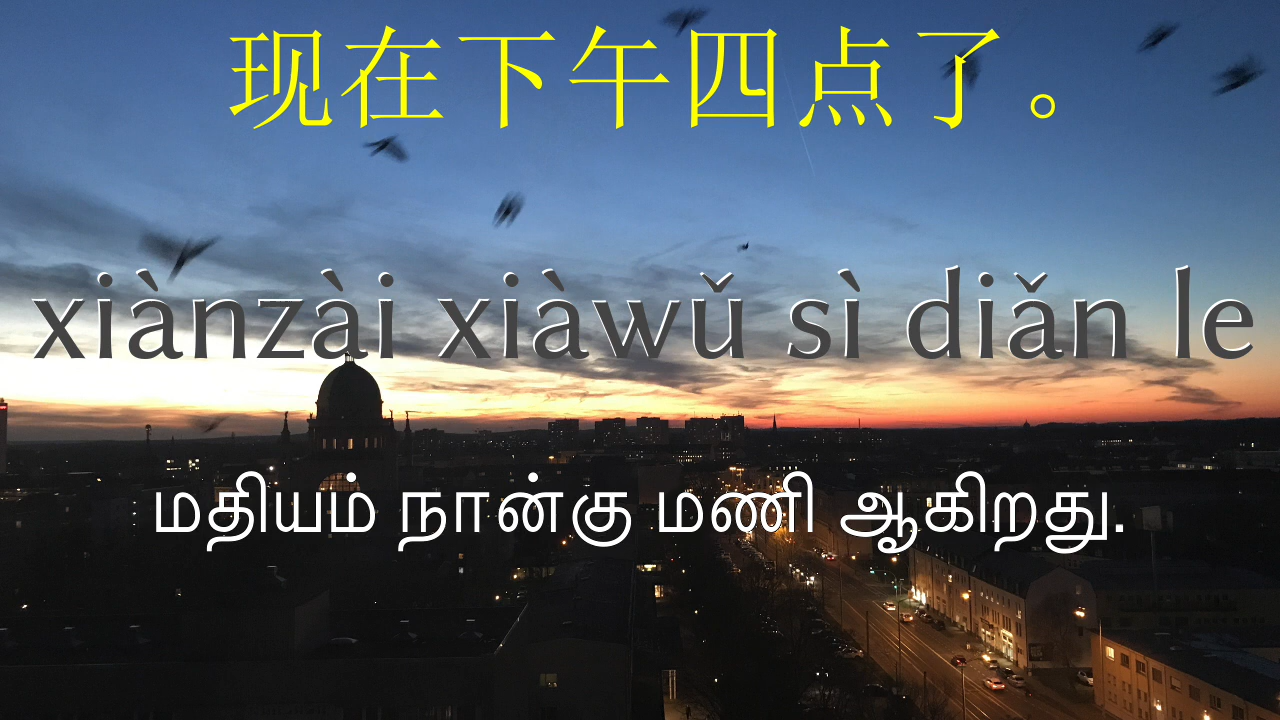 现在下午四点了。
xiànzài xiàwǔ sì diǎn le
மதியம் நான்கு மணி ஆகிறது.